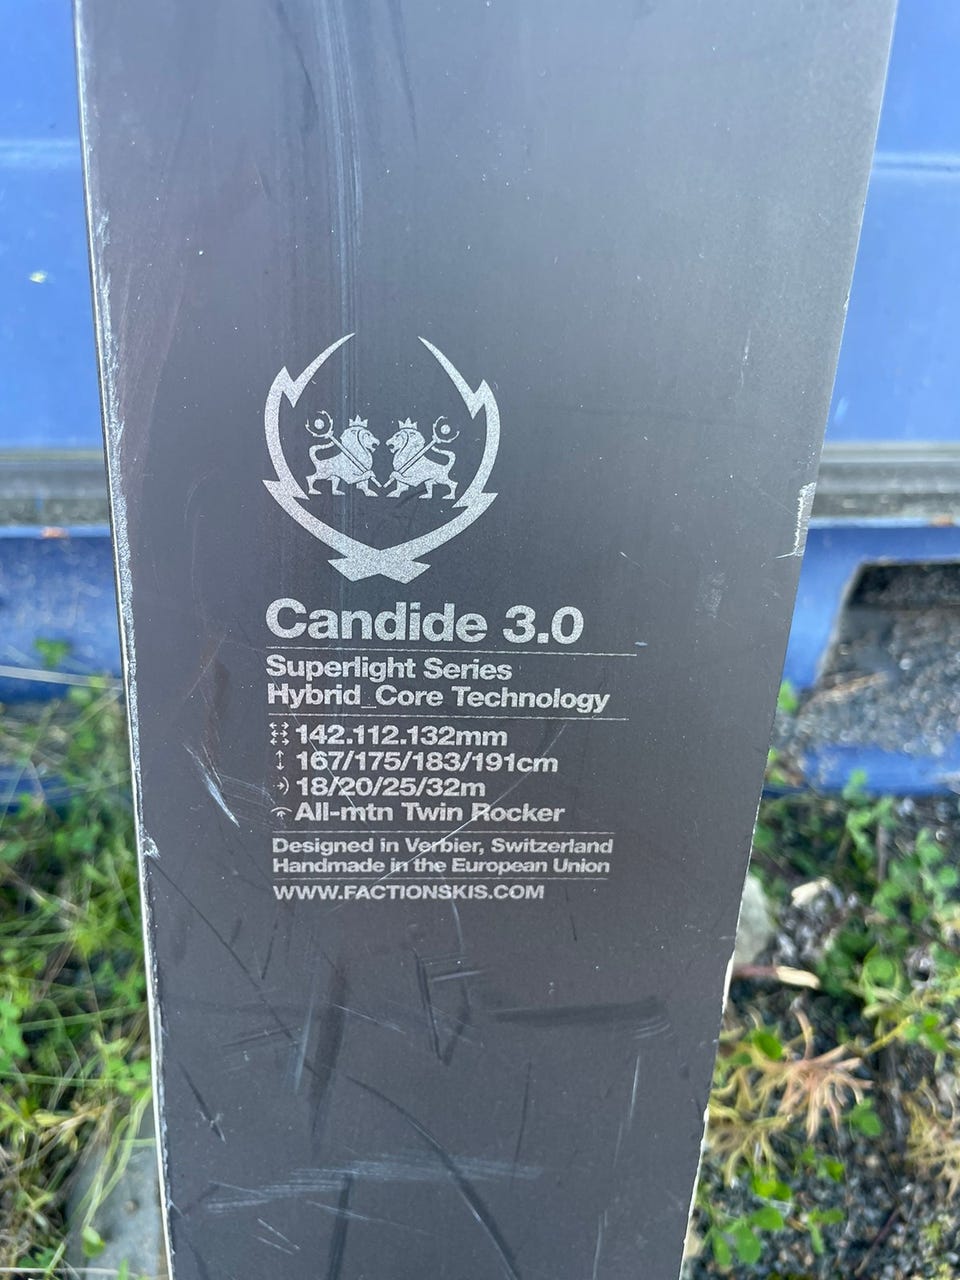 Candide 3.0
Superlight Series
Hybrid_Core Technology
142.112.132mm
167/175/183/191cm
18/20/25/32m
All-mtn Twin Rocker
Designed in Verbier, Switzerland
Handmade in the European Union
WWW.FACTIONSKIS.COM